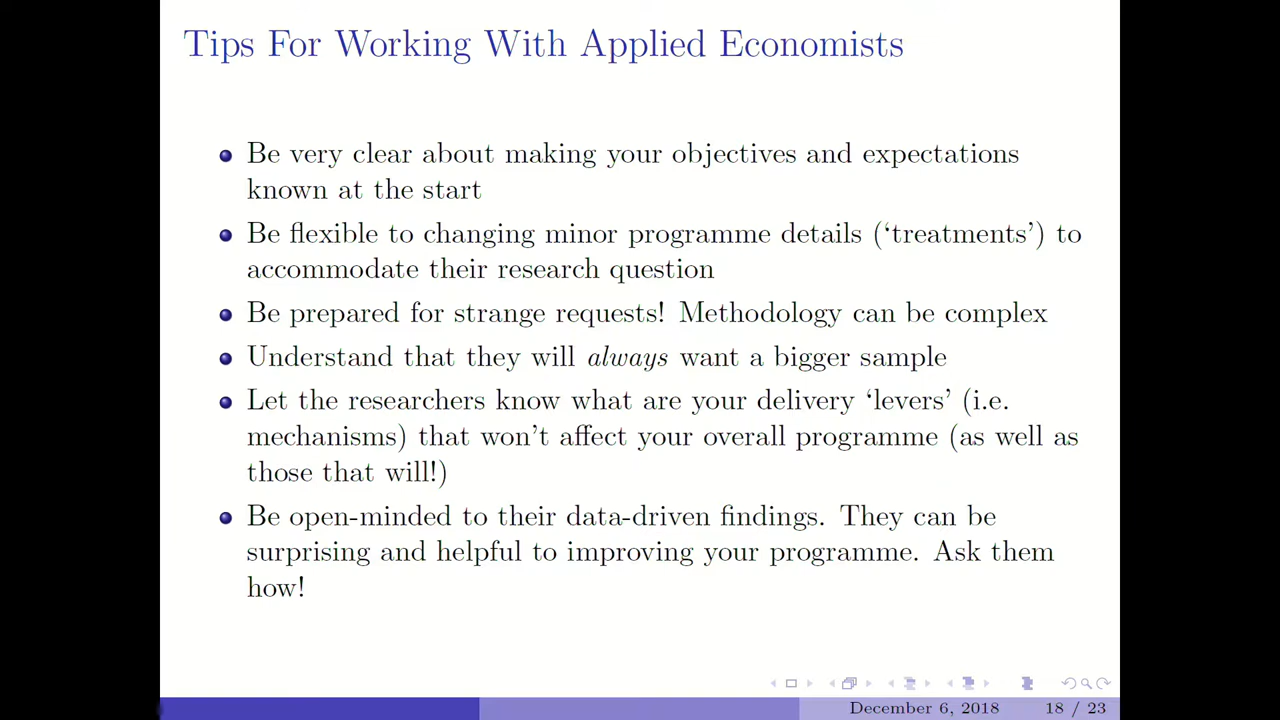 Tips For Working With Applied Economists
Be very clear about making your objectives and expectations
known at the start
Be flexible to changing minor programme details (‘treatments’) to
accommodate their research question
Be prepared for strange requests! Methodology can be complex
Understand that they will always want a bigger sample
Let the researchers know what are your delivery ‘levers’ (i.e.
mechanisms) that won’t affect your overall programme (as well as
those that will!)
Be open-minded to their data-driven findings. They can be
surprising and helpful to improving your programme. Ask them
how!
December 6, 2018 18 / 23